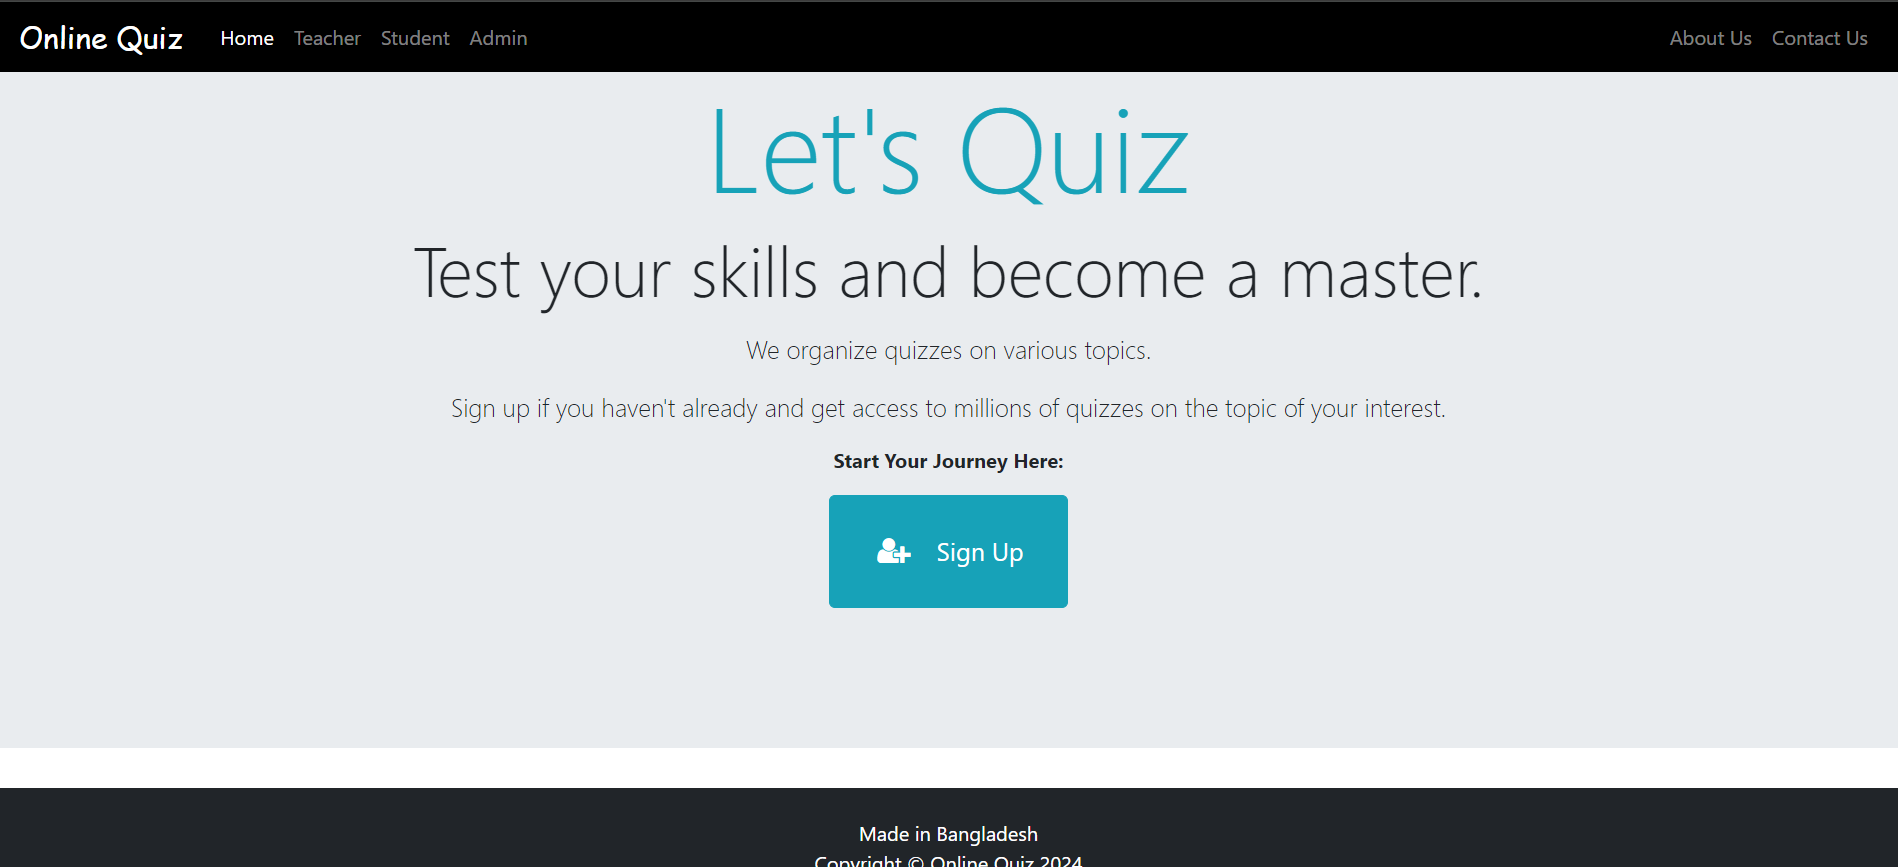 Online Quiz Home Teacher Student Admin About Us Contact Us
Let's Quiz
Test your skills and become a master.
We organize quizzes on various topics.
Sign up if you haven't already and get access to millions of quizzes on the topic of your interest.
Start Your Journey Here:
Sign Up
Made in Bangladesh
Copyright © Online Quiz 2024